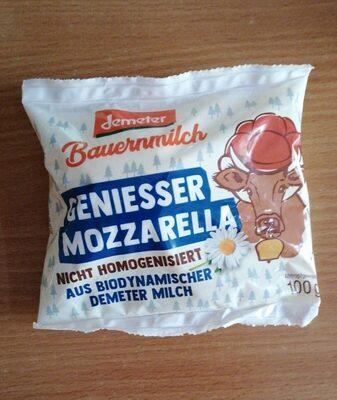 demeter
Bauernmilch
GENIESSER
MOZZARELLA
NICHT HOMOGENISIERT
AUS BIODYNAMISCHER
DEMETER MILCH
100 g